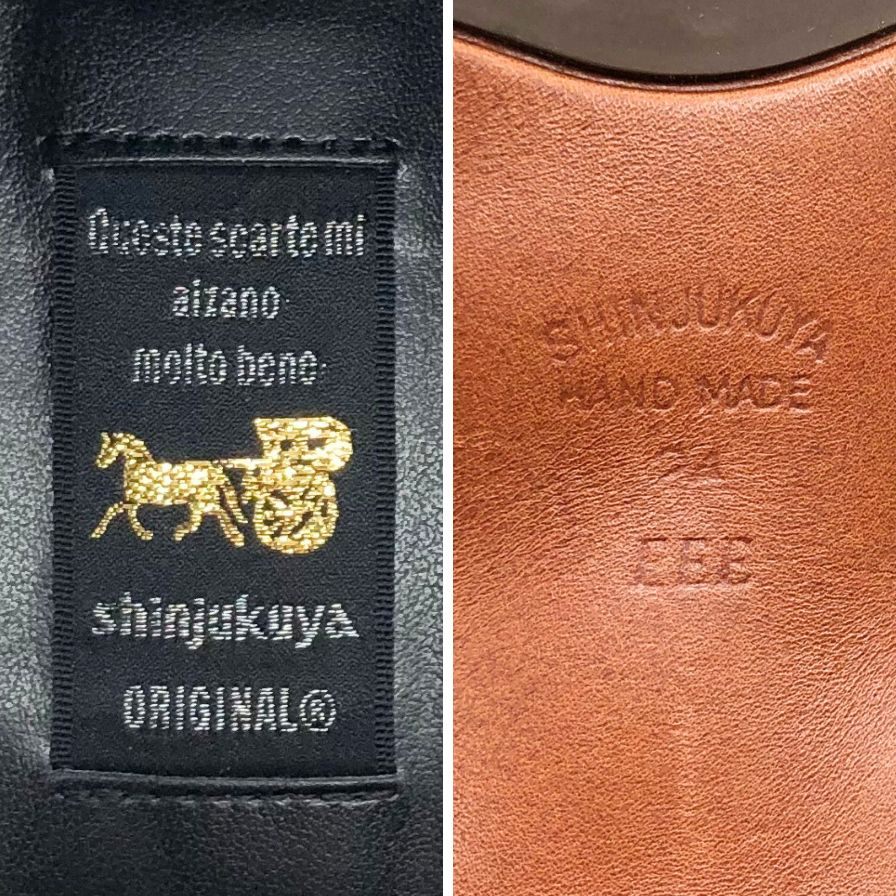 Queste scarte mi
alzano
molto bene
shinjukuya
ORIGINAL®
SHINJUKUYA
HAND MADE
24
EEE